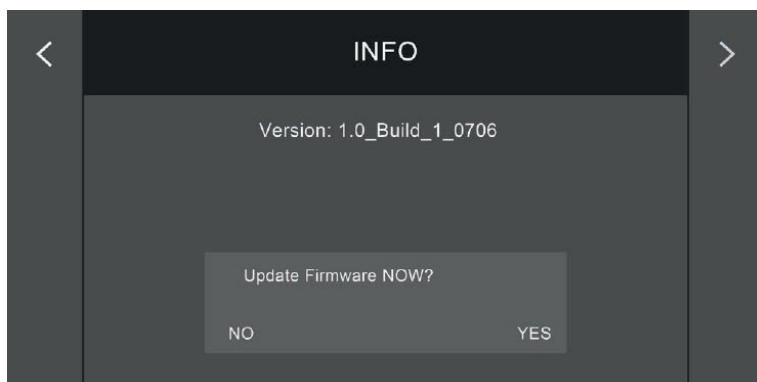 INFO
Version: 1.0_Build_1_0706
Update Firmware NOW?
NO YES